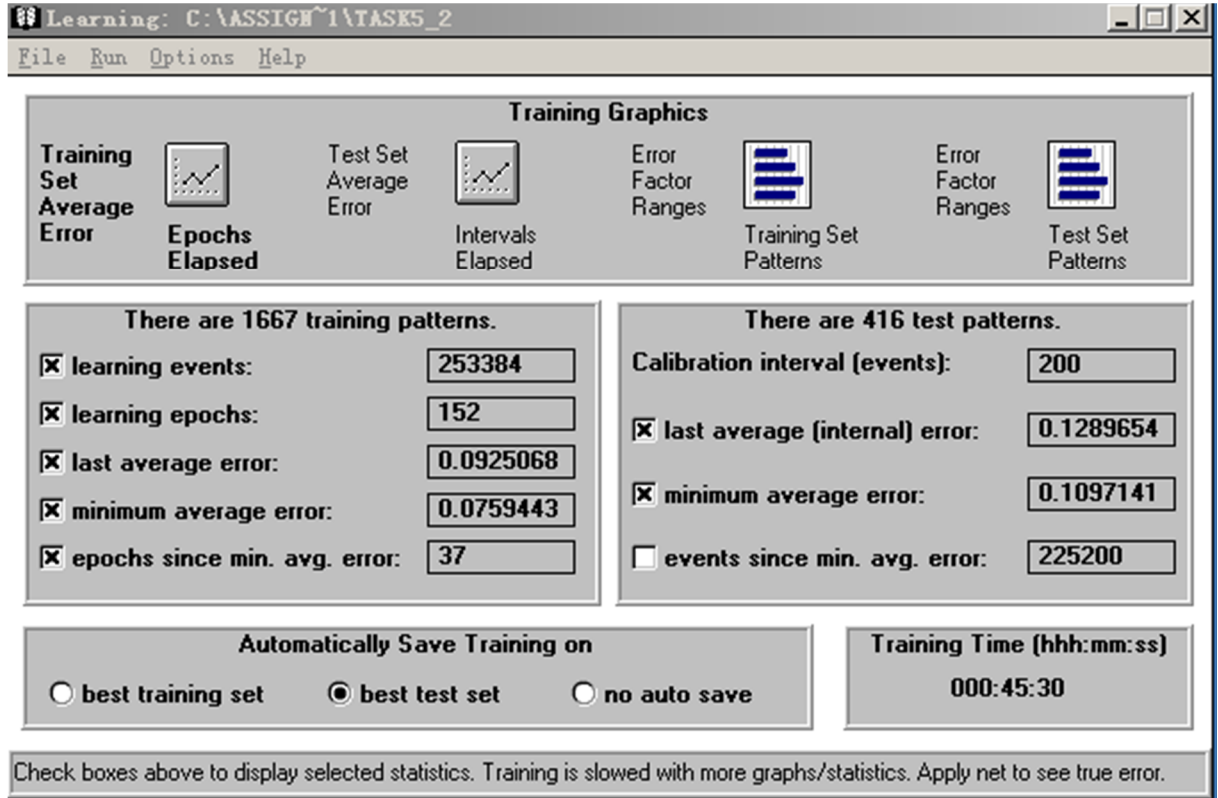 Learning: C:\ASSIGN~1\TASK5_2
File Run Options Help
Training Graphics
Training
Set
Average
Error
Epochs
Elapsed
Test Set
Average
Error
Intervals
Elapsed
Error
Factor
Ranges
Training Set
Patterns
Error
Factor
Ranges
Test Set
Patterns
There are 1667 training patterns.
learning events: 253384
learning epochs: 152
last average error: 0.0925068
minimum average error: 0.0759443
epochs since min. avg. error: 37
There are 416 test patterns.
Calibration interval (events): 200
last average (internal) error: 0.1289654
minimum average error: 0.1097141
events since min. avg. error: 225200
Automatically Save Training on
best training set best test set no auto save
Training Time (hhh:mm:ss)
000:45:30
Check boxes above to display selected statistics. Training is slowed with more graphs/statistics. Apply net to see true error.